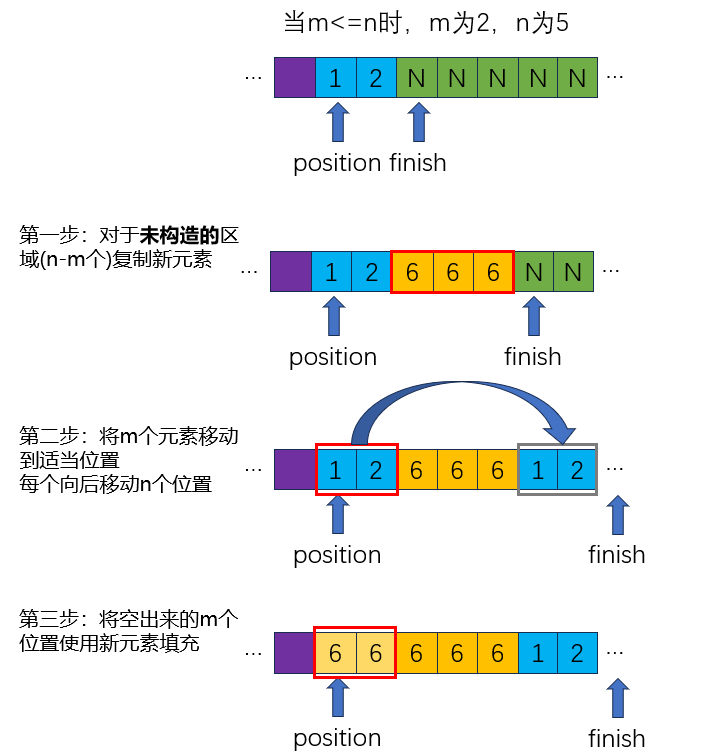 当m<=n时，m为2，n为5
… 1 2 N N N N N …
position finish
第一步：对于未构造的区
域(n-m个)复制新元素
… 1 2 6 6 6 N N …
position finish
第二步：将m个元素移动
到适当位置
每个向后移动n个位置
… 1 2 6 6 6 1 2 …
position finish
第三步：将空出来的m个
位置使用新元素填充
… 6 6 6 6 6 1 2 …
position finish